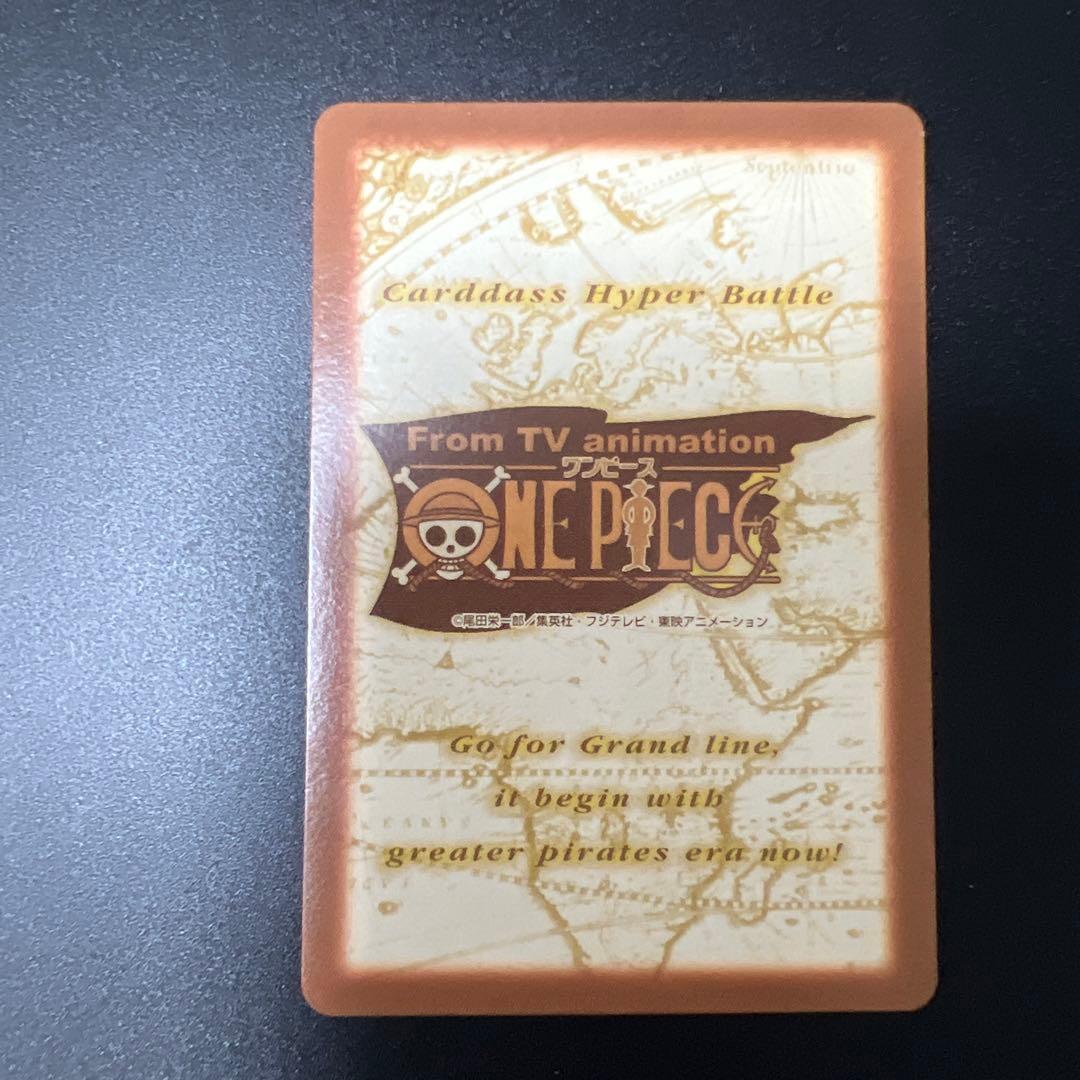 Septentrio
Carddass Hyper Battle
From TV animation
ワンピース
ONE PIECE
©尾田栄一郎／集英社・フジテレビ・東映アニメーション
Go for Grand line,
it begin with
greater pirates era now!